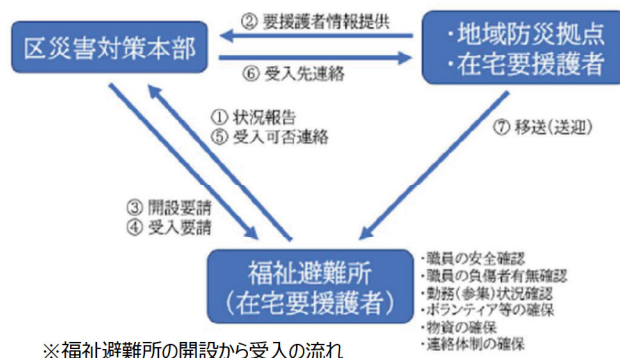 ② 要援護者情報提供
区災害対策本部
・地域防災拠点
・在宅要援護者
⑥ 受入先連絡
① 状況報告
⑤ 受入可否連絡
⑦ 移送(送迎)
③ 開設要請
④ 受入要請
福祉避難所
(在宅要援護者)
・職員の安全確認
・職員の負傷者有無確認
・勤務(参集)状況確認
・ボランティア等の確保
・物資の確保
・連絡体制の確保
※福祉避難所の開設から受入の流れ